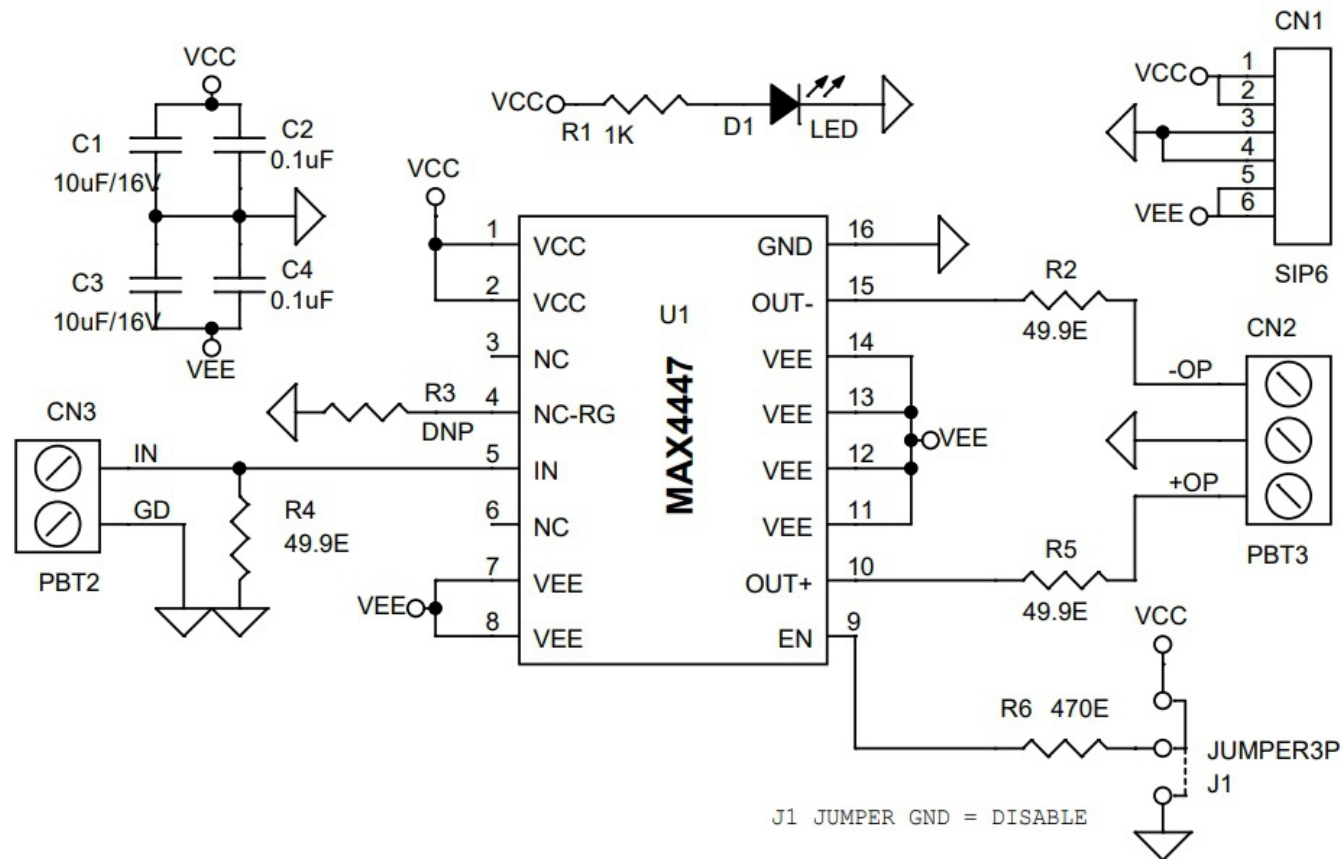 VCC
C1
10uF/16V
C2
0.1uF
C3
10uF/16V
C4
0.1uF
VEE
VCC
R1 1K
D1
LED
CN1
VCC
1
2
3
4
5
6
VEE
SIP6
VCC
1 VCC
2 VCC
3 NC
4 NC-RG
5 IN
6 NC
7 VEE
8 VEE
U1
MAX4447
GND 16
OUT- 15
VEE 14
VEE 13
VEE 12
VEE 11
OUT+ 10
EN 9
VEE
R3
DNP
CN3
IN
GD
PBT2
R4
49.9E
VEE
R2
49.9E
CN2
-OP
+OP
PBT3
R5
49.9E
VCC
R6 470E
JUMPER3P
J1
J1 JUMPER GND = DISABLE